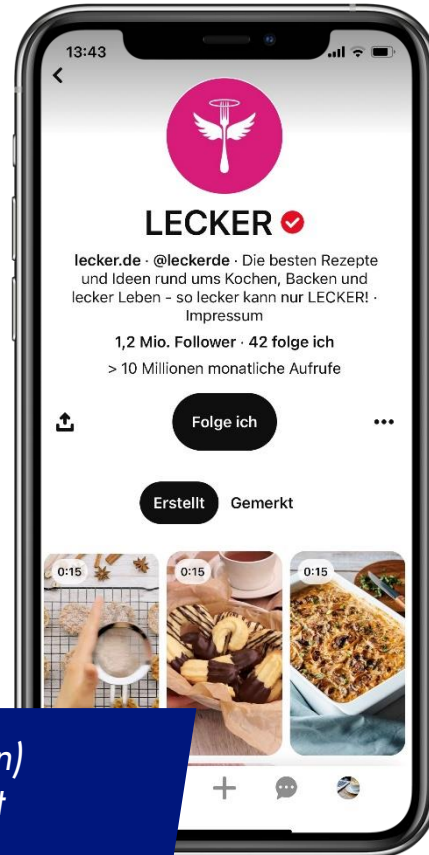 13:43
LECKER
lecker.de · @leckerde · Die besten Rezepte
und Ideen rund ums Kochen, Backen und
lecker Leben - so lecker kann nur LECKER! ·
Impressum
1,2 Mio. Follower · 42 folge ich
> 10 Millionen monatliche Aufrufe
Folge ich
Erstellt Gemerkt
0:15 0:15 0:15